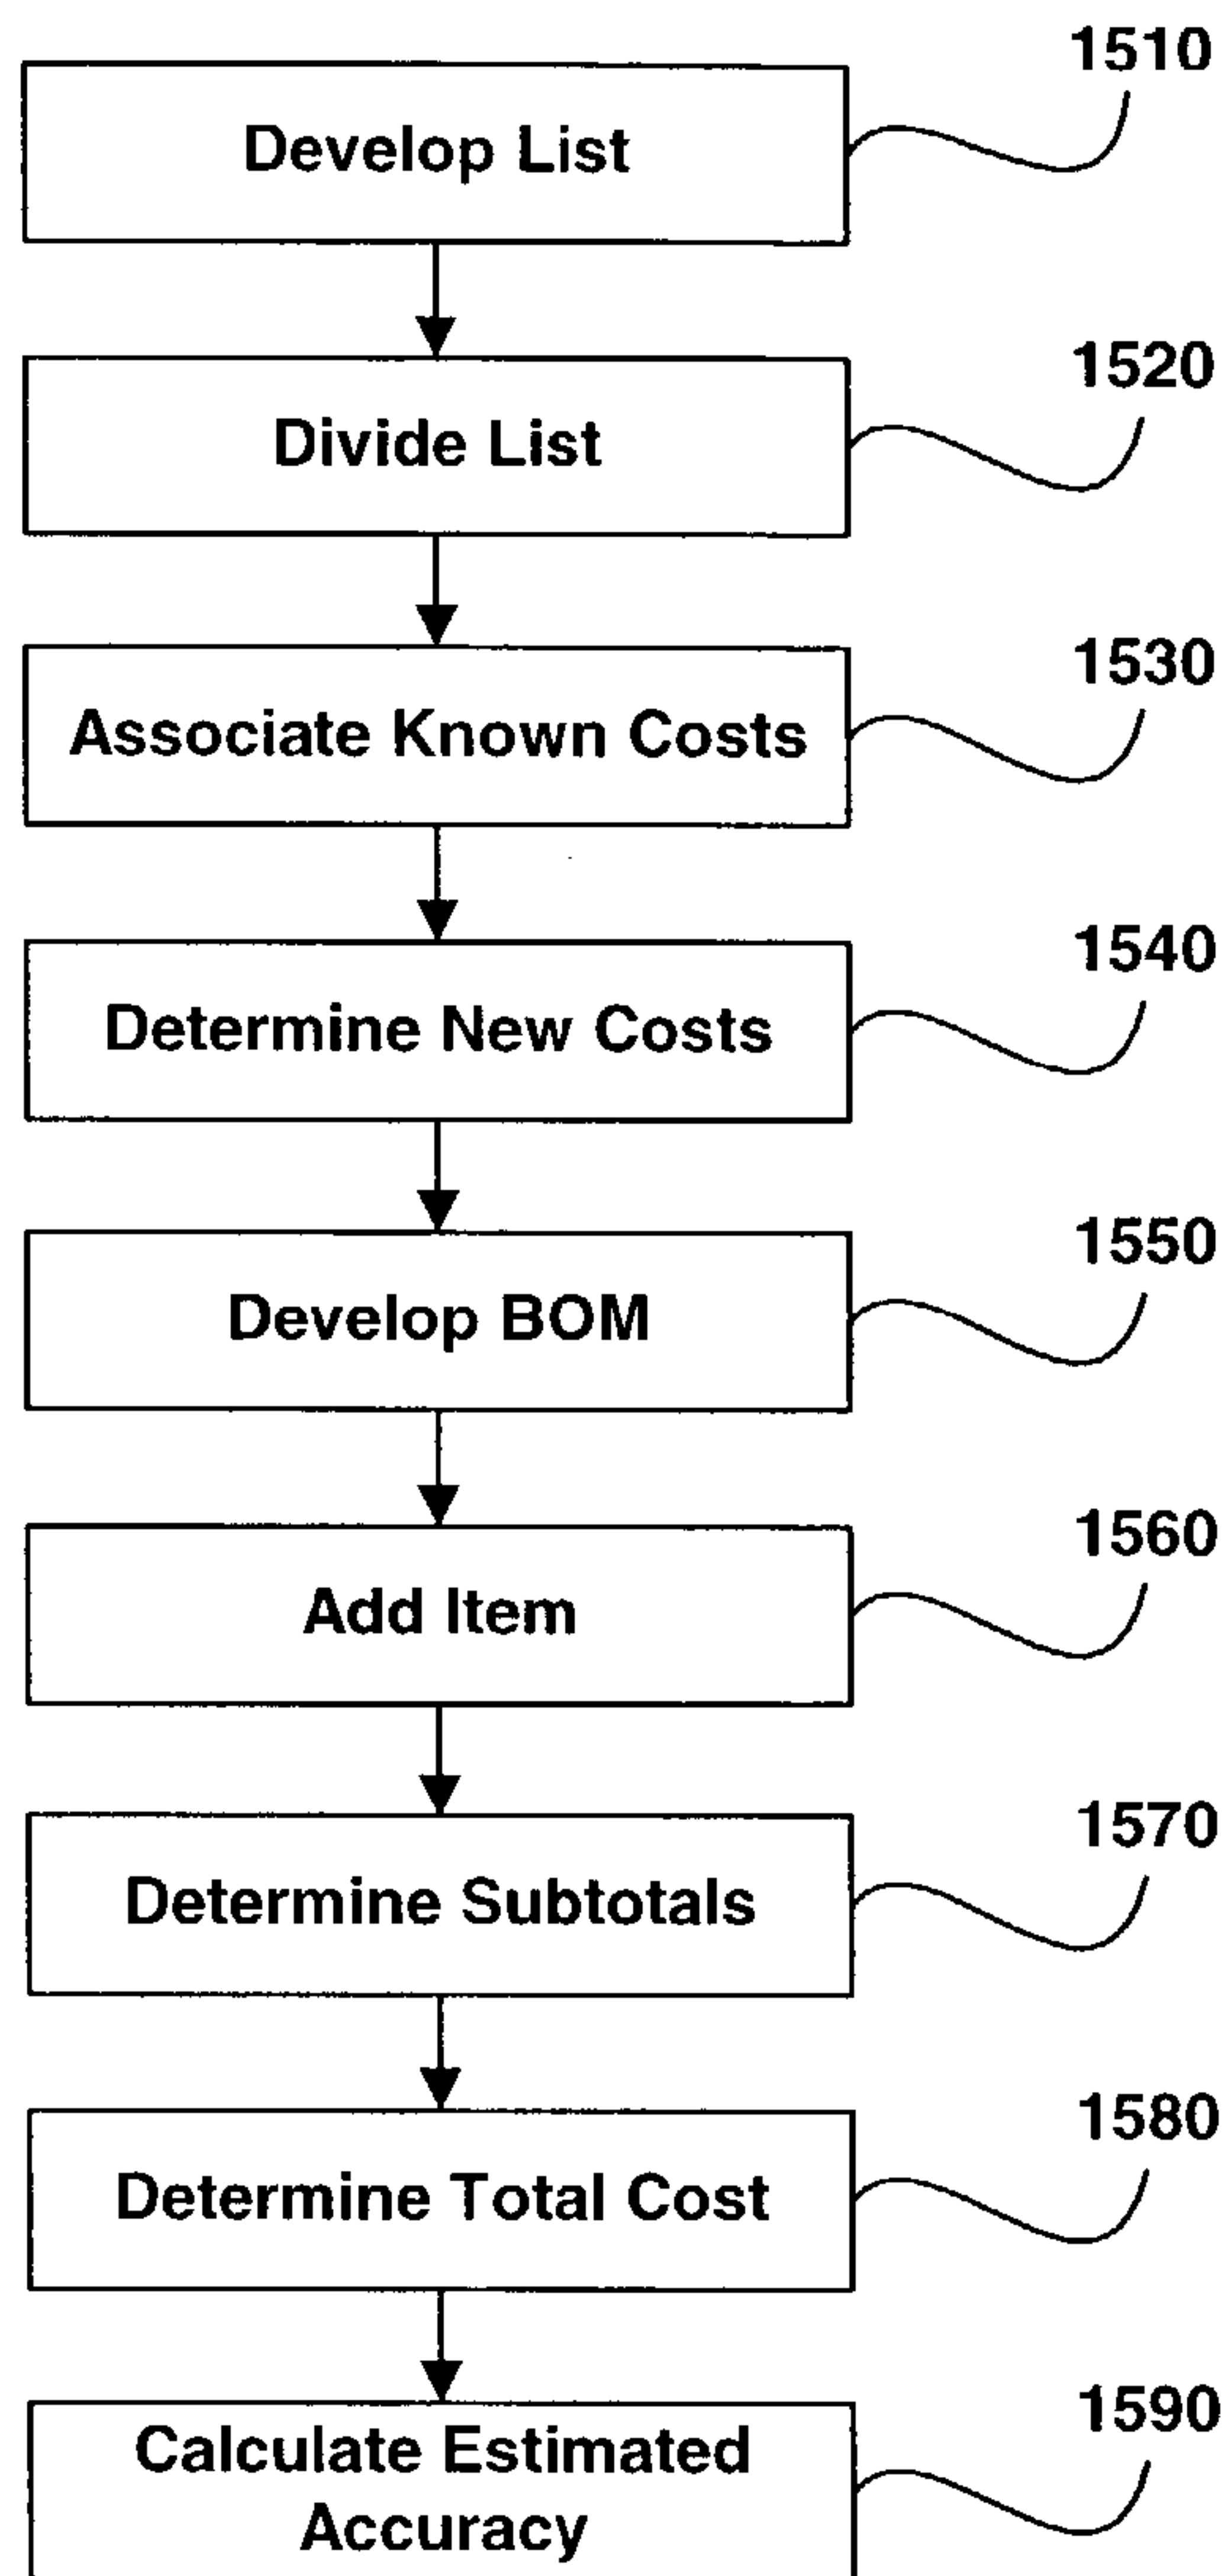 1510
Develop List
1520
Divide List
1530
Associate Known Costs
1540
Determine New Costs
1550
Develop BOM
1560
Add Item
1570
Determine Subtotals
1580
Determine Total Cost
1590
Calculate Estimated
Accuracy